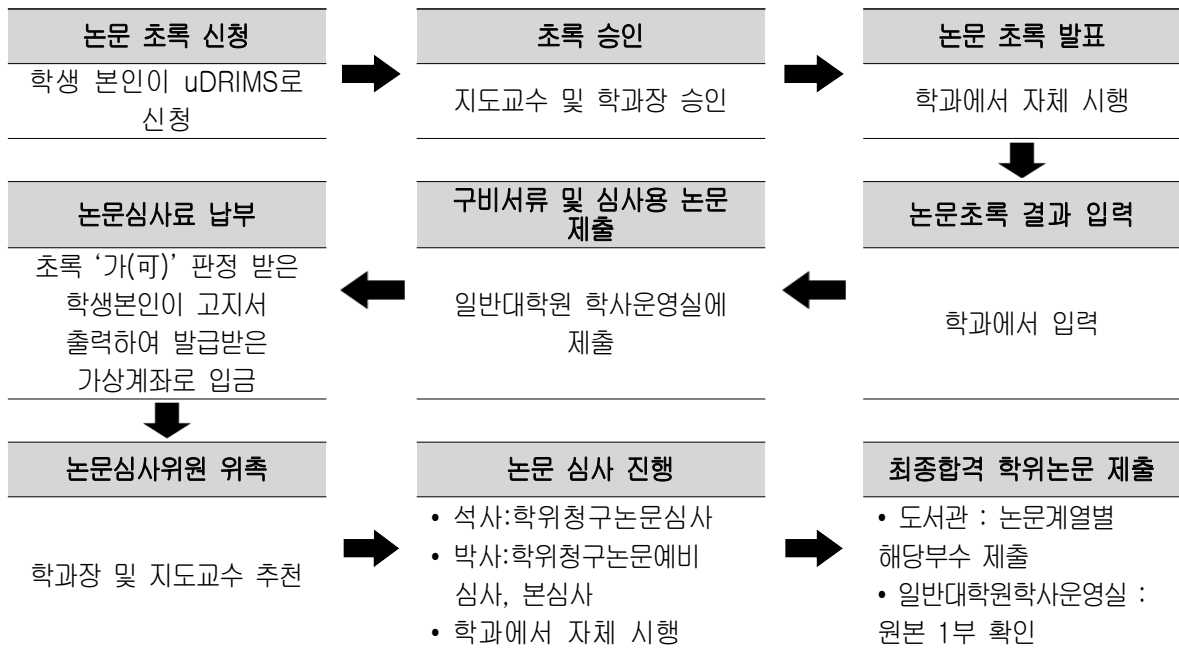 논문 초록 신청
학생 본인이 uDRIMS로
신청
초록 승인
지도교수 및 학과장 승인
논문 초록 발표
학과에서 자체 시행
논문초록 결과 입력
학과에서 입력
구비서류 및 심사용 논문
제출
일반대학원 학사운영실에
제출
논문심사료 납부
초록 ‘가(可)’ 판정 받은
학생본인이 고지서
출력하여 발급받은
가상계좌로 입금
논문심사위원 위촉
학과장 및 지도교수 추천
논문 심사 진행
• 석사:학위청구논문심사
• 박사:학위청구논문예비
심사, 본심사
• 학과에서 자체 시행
최종합격 학위논문 제출
• 도서관 : 논문계열별
해당부수 제출
• 일반대학원학사운영실 :
원본 1부 확인